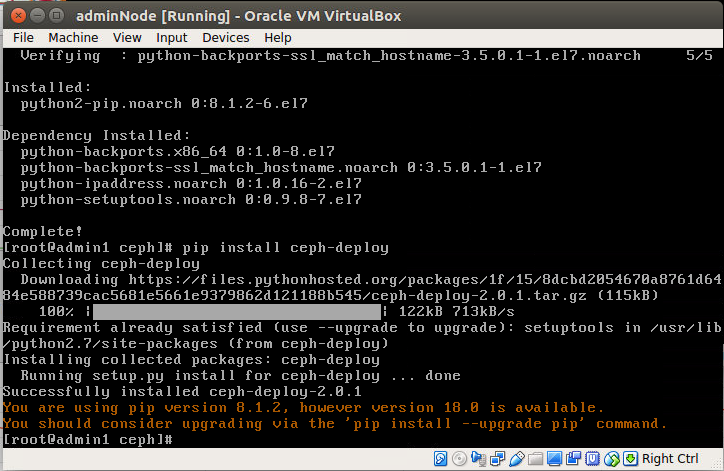 adminNode [Running] - Oracle VM VirtualBox
File Machine View Input Devices Help
Verifying : python-backports-ssl_match_hostname-3.5.0.1-1.el7.noarch 5/5
Installed:
python2-pip.noarch 0:8.1.2-6.el7
Dependency Installed:
python-backports.x86_64 0:1.0-8.el7
python-backports-ssl_match_hostname.noarch 0:3.5.0.1-1.el7
python-ipaddress.noarch 0:1.0.16-2.el7
python-setuptools.noarch 0:0.9.8-7.el7
Complete!
[root@admin1 ceph]# pip install ceph-deploy
Collecting ceph-deploy
Downloading https://files.pythonhosted.org/packages/1f/15/8dcbd2054670a8761d64
84e588739cac5681e5661e9379862d121188b545/ceph-deploy-2.0.1.tar.gz (115kB)
100% |████████████████████████████████| 122kB 713kB/s
Requirement already satisfied (use --upgrade to upgrade): setuptools in /usr/lib
/python2.7/site-packages (from ceph-deploy)
Installing collected packages: ceph-deploy
Running setup.py install for ceph-deploy ... done
Successfully installed ceph-deploy-2.0.1
You are using pip version 8.1.2, however version 18.0 is available.
You should consider upgrading via the 'pip install --upgrade pip' command.
[root@admin1 ceph]#
Right Ctrl